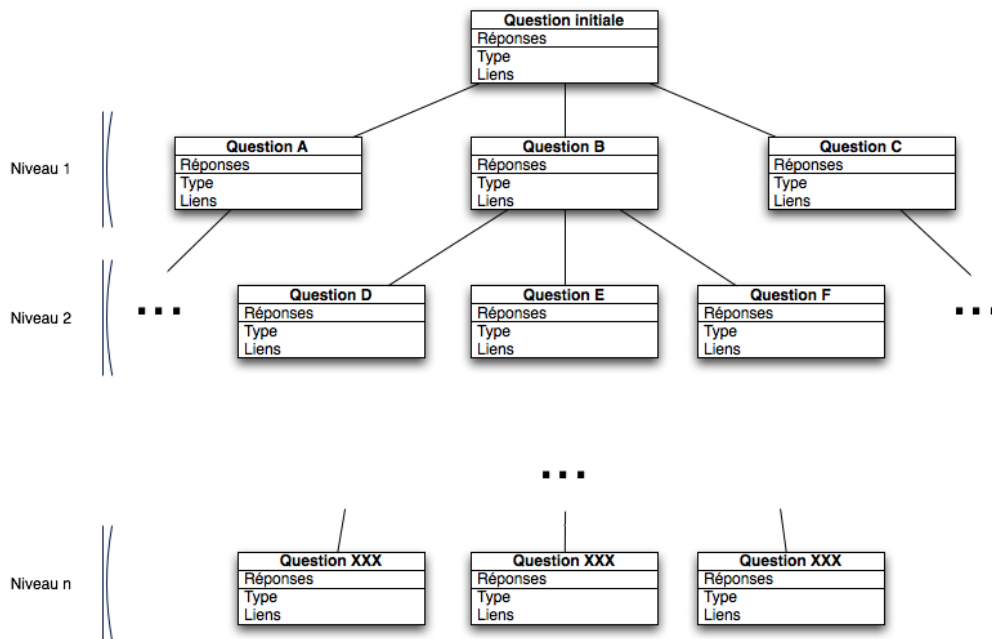 Question initiale
Réponses
Type
Liens
Niveau 1
Question A
Réponses
Type
Liens
Question B
Réponses
Type
Liens
Question C
Réponses
Type
Liens
Niveau 2
...
Question D
Réponses
Type
Liens
Question E
Réponses
Type
Liens
Question F
Réponses
Type
Liens
...
...
Niveau n
Question XXX
Réponses
Type
Liens
Question XXX
Réponses
Type
Liens
Question XXX
Réponses
Type
Liens